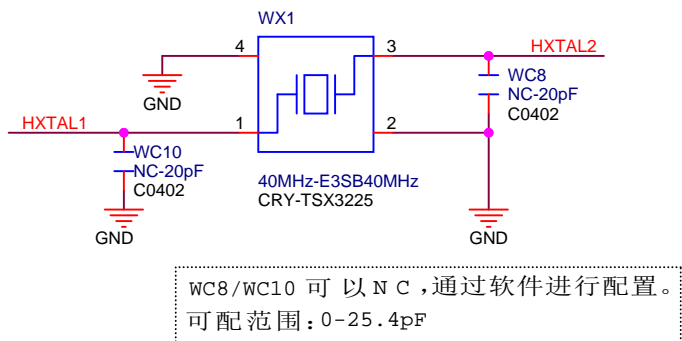 WX1
4
3
HXTAL2
GND
WC8
NC-20pF
C0402
HXTAL1
1
2
WC10
NC-20pF
C0402
40MHz-E3SB40MHz
CRY-TSX3225
GND
GND
WC8/WC10 可以NC,通过软件进行配置。
可配范围:0-25.4pF